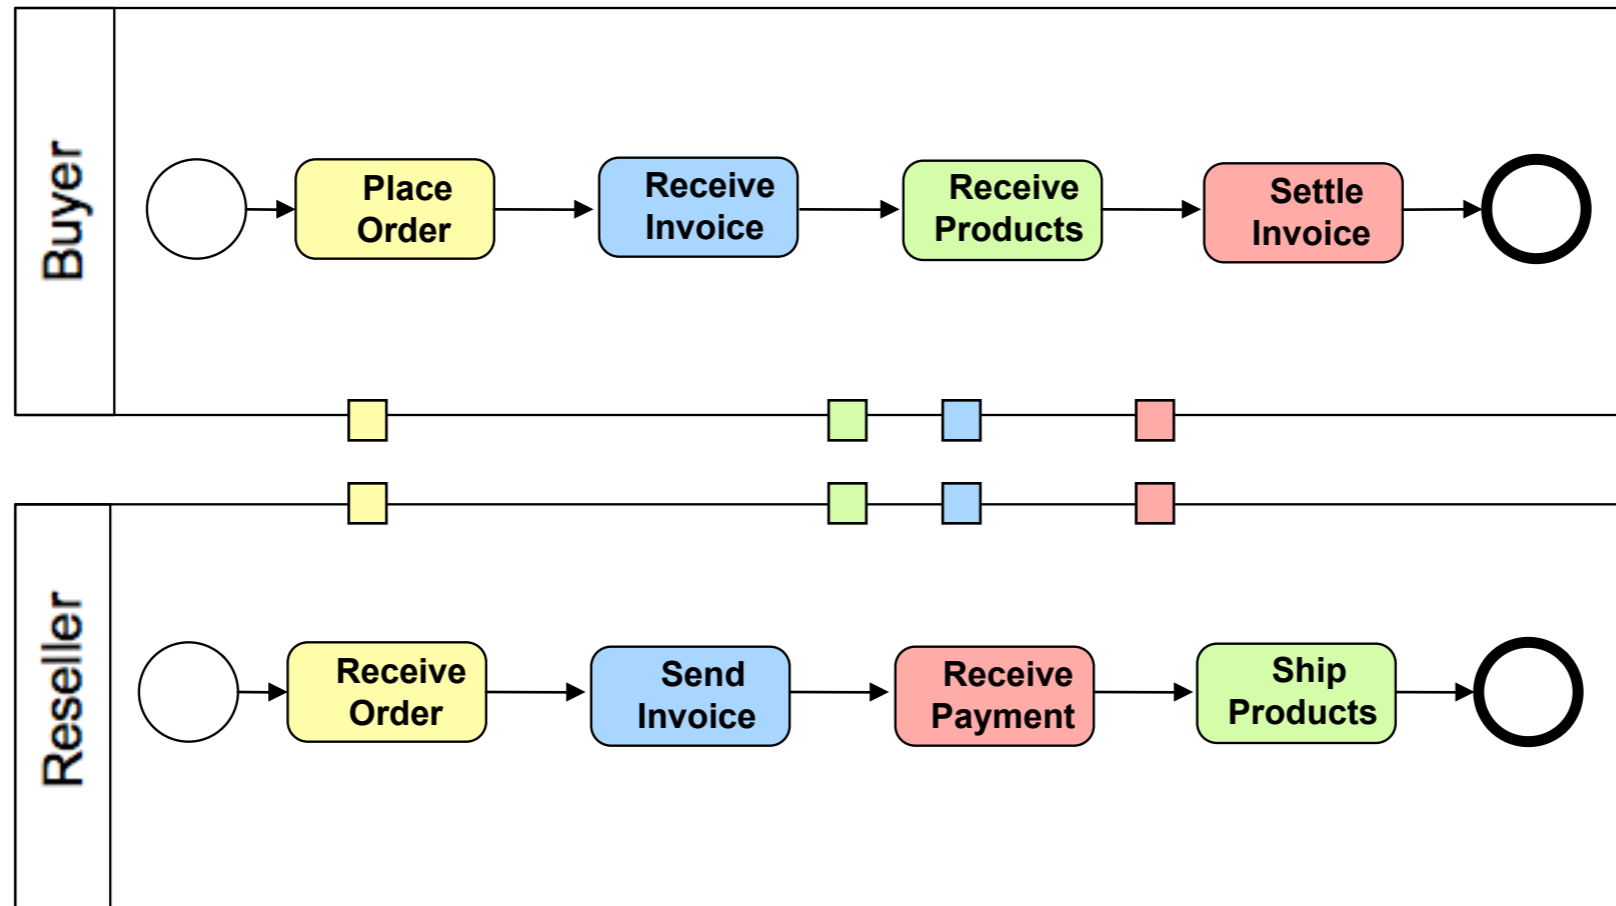 Buyer
Place
Order
Receive
Invoice
Receive
Products
Settle
Invoice
Reseller
Receive
Order
Send
Invoice
Receive
Payment
Ship
Products